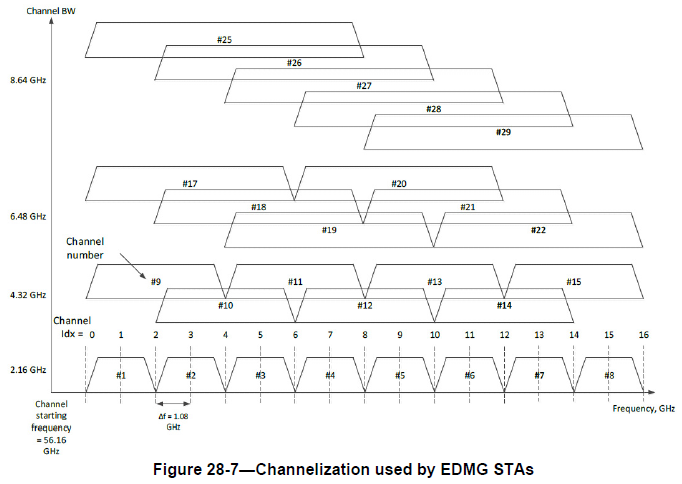 Channel BW
#25
#26
8.64 GHz
#27
#28
#29
#17
#20
#18
#21
6.48 GHz
#19
#22
Channel
number
#9
#11
#13
#15
4.32 GHz
#10
#12
#14
Channel
Idx = 0 1 2 3 4 5 6 7 8 9 10 11 12 13 14 15 16
2.16 GHz
#1 #2 #3 #4 #5 #6 #7 #8
Channel
starting
frequency
= 56.16
GHz
Δf = 1.08
GHz
Frequency, GHz
Figure 28-7—Channelization used by EDMG STAs